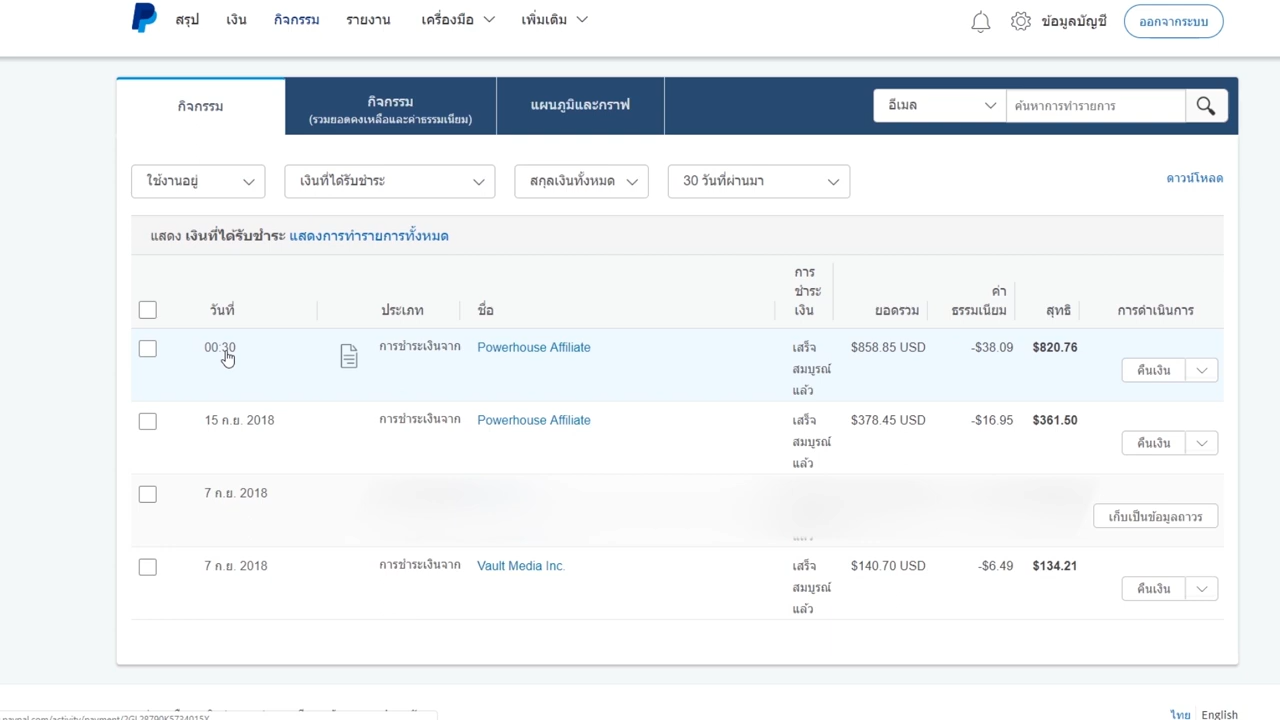 สรุป เงิน กิจกรรม รายงาน เครื่องมือ เพิ่มเติม ข้อมูลบัญชี ออกจากระบบ
กิจกรรม
กิจกรรม
(รวมยอดคงเหลือและค่าธรรมเนียม)
แผนภูมิและกราฟ
อีเมล ค้นหาการทำรายการ
ใช้งานอยู่ เงินที่ได้รับชำระ สกุลเงินทั้งหมด 30 วันที่ผ่านมา ดาวน์โหลด
แสดง เงินที่ได้รับชำระ แสดงการทำรายการทั้งหมด
วันที่ ประเภท ชื่อ
การ
ชำระ
เงิน
ยอดรวม
ค่า
ธรรมเนียม
สุทธิ การดำเนินการ
00:30 การชำระเงินจาก Powerhouse Affiliate
เสร็จ
สมบูรณ์
แล้ว
$858.85 USD -$38.09 $820.76
คืนเงิน
15 ก.ย. 2018 การชำระเงินจาก Powerhouse Affiliate
เสร็จ
สมบูรณ์
แล้ว
$378.45 USD -$16.95 $361.50
คืนเงิน
7 ก.ย. 2018
เก็บเป็นข้อมูลถาวร
7 ก.ย. 2018 การชำระเงินจาก Vault Media Inc.
เสร็จ
สมบูรณ์
แล้ว
$140.70 USD -$6.49 $134.21
คืนเงิน
ไทย English